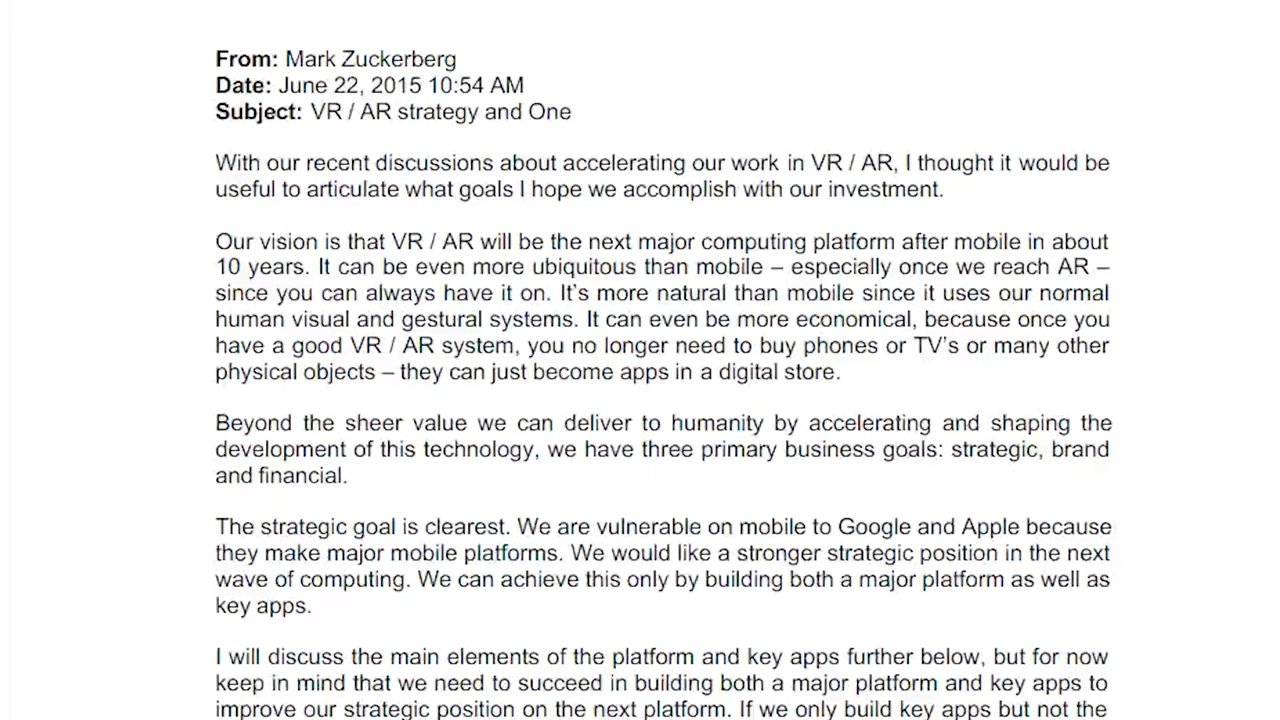 From: Mark Zuckerberg
Date: June 22, 2015 10:54 AM
Subject: VR / AR strategy and One
With our recent discussions about accelerating our work in VR / AR, I thought it would be
useful to articulate what goals I hope we accomplish with our investment.
Our vision is that VR / AR will be the next major computing platform after mobile in about
10 years. It can be even more ubiquitous than mobile – especially once we reach AR –
since you can always have it on. It’s more natural than mobile since it uses our normal
human visual and gestural systems. It can even be more economical, because once you
have a good VR / AR system, you no longer need to buy phones or TV’s or many other
physical objects – they can just become apps in a digital store.
Beyond the sheer value we can deliver to humanity by accelerating and shaping the
development of this technology, we have three primary business goals: strategic, brand
and financial.
The strategic goal is clearest. We are vulnerable on mobile to Google and Apple because
they make major mobile platforms. We would like a stronger strategic position in the next
wave of computing. We can achieve this only by building both a major platform as well as
key apps.
I will discuss the main elements of the platform and key apps further below, but for now
keep in mind that we need to succeed in building both a major platform and key apps to
improve our strategic position on the next platform. If we only build key apps but not the